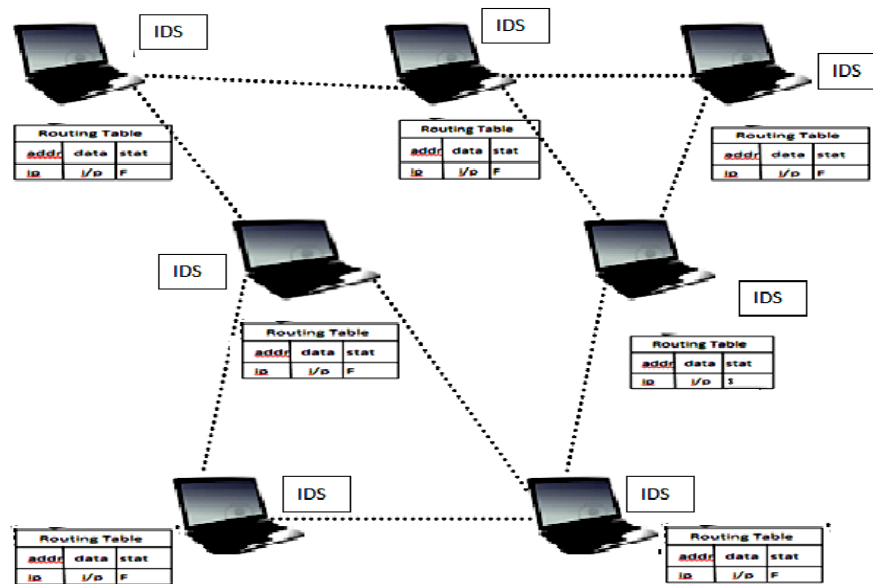 IDS
IDS
IDS
Routing Table
addr data stat
ip i/p F
Routing Table
addr data stat
ip i/p F
Routing Table
addr data stat
ip i/p F
IDS
IDS
Routing Table
addr data stat
ip i/p F
Routing Table
addr data stat
ip i/p
IDS
IDS
Routing Table
addr data stat
ip i/p F
Routing Table
addr data stat
ip i/p F